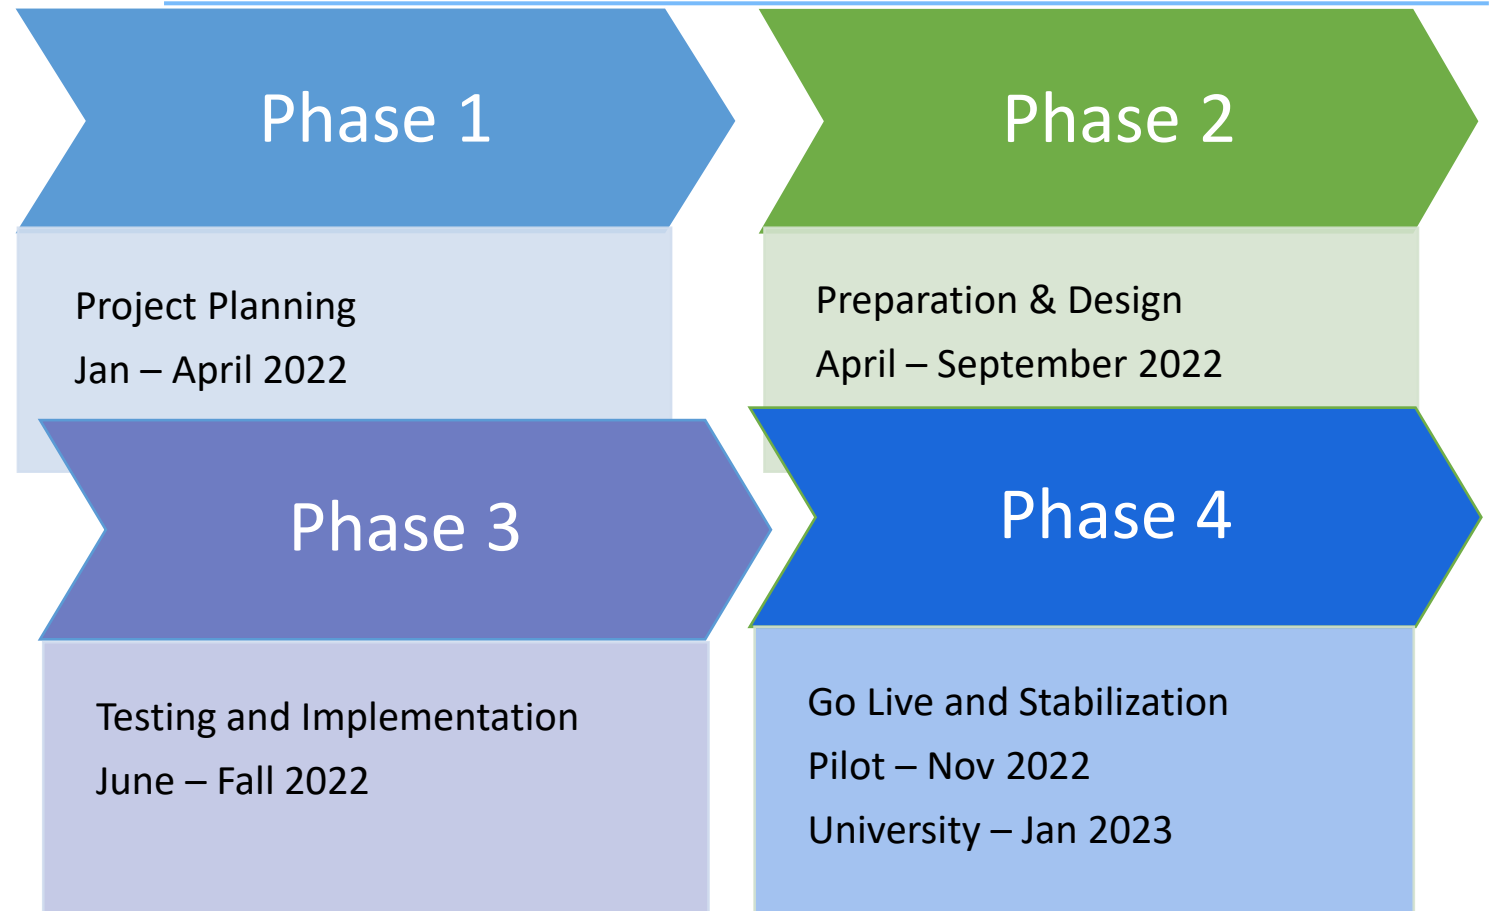 Phase 1
Project Planning
Jan – April 2022
Phase 2
Preparation & Design
April – September 2022
Phase 3
Testing and Implementation
June – Fall 2022
Phase 4
Go Live and Stabilization
Pilot – Nov 2022
University – Jan 2023